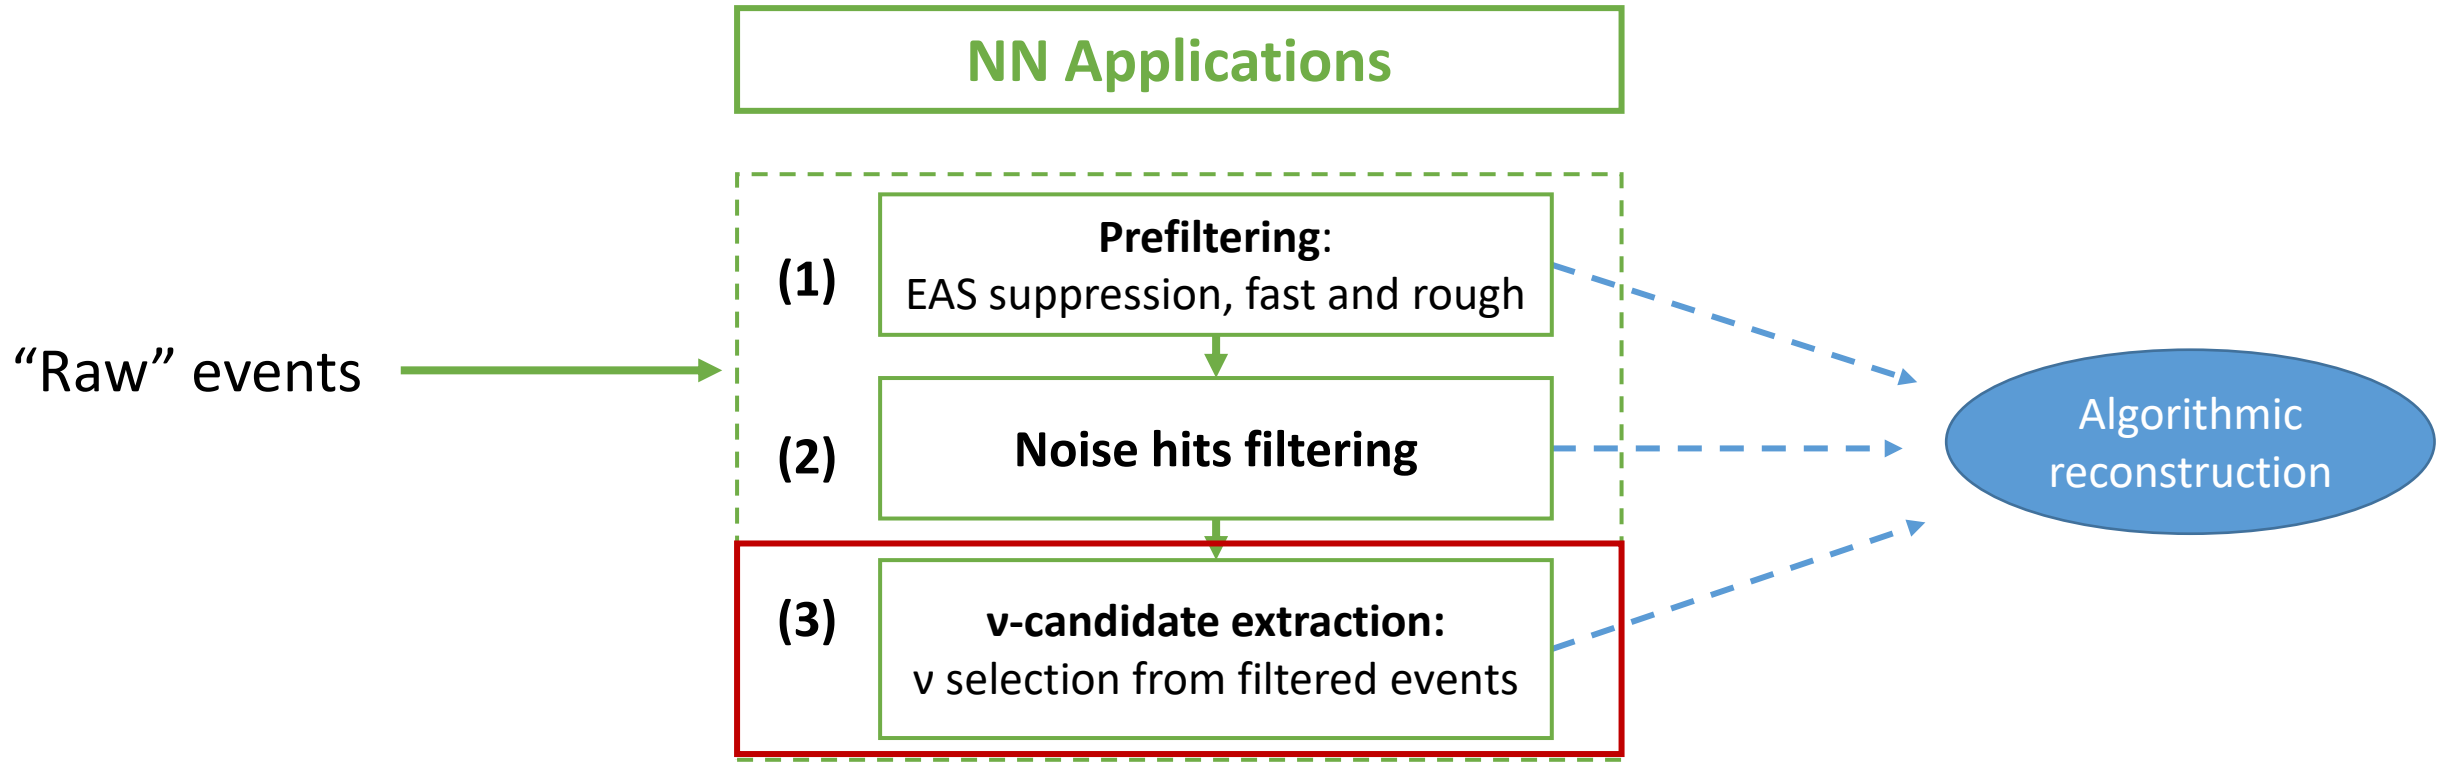 NN Applications
(1)
Prefiltering:
EAS suppression, fast and rough
“Raw” events
(2)
Noise hits filtering
Algorithmic
reconstruction
(3)
ν-candidate extraction:
ν selection from filtered events